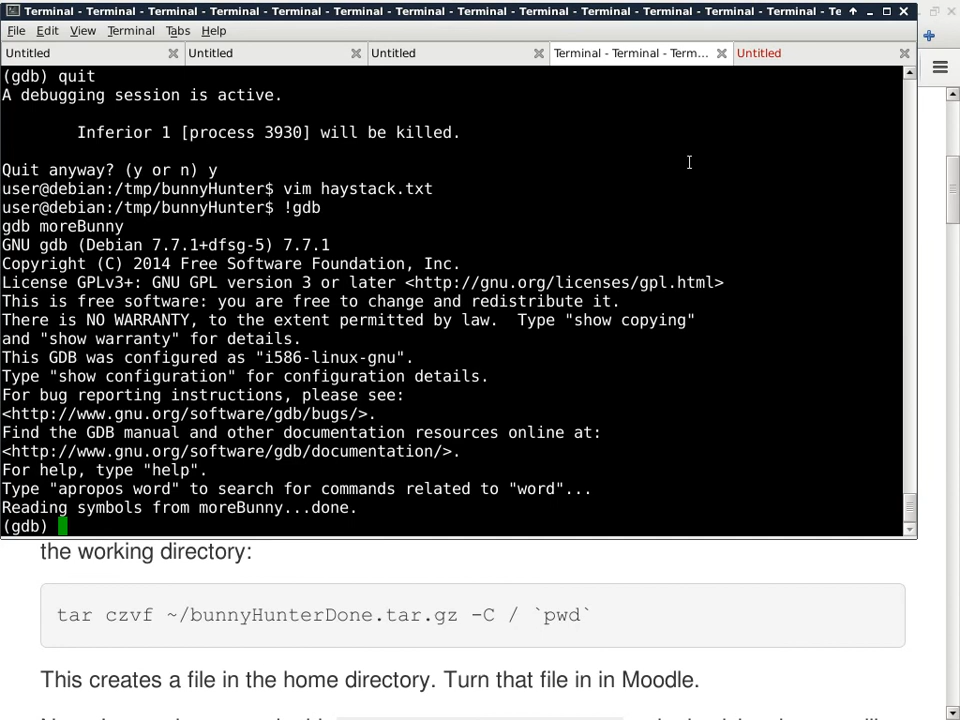 Terminal - Terminal - Terminal - Terminal - Terminal - Terminal - Terminal - Terminal - Terminal - Terminal - Terminal - Terminal - Terminal - Te
File Edit View Terminal Tabs Help
Untitled Untitled Untitled Terminal - Terminal - Term... Untitled
(gdb) quit
A debugging session is active.
Inferior 1 [process 3930] will be killed.
Quit anyway? (y or n) y
user@debian:/tmp/bunnyHunter$ vim haystack.txt
user@debian:/tmp/bunnyHunter$ !gdb
gdb moreBunny
GNU gdb (Debian 7.7.1+dfsg-5) 7.7.1
Copyright (C) 2014 Free Software Foundation, Inc.
License GPLv3+: GNU GPL version 3 or later <http://gnu.org/licenses/gpl.html>
This is free software: you are free to change and redistribute it.
There is NO WARRANTY, to the extent permitted by law.  Type "show copying"
and "show warranty" for details.
This GDB was configured as "i586-linux-gnu".
Type "show configuration" for configuration details.
For bug reporting instructions, please see:
<http://www.gnu.org/software/gdb/bugs/>.
Find the GDB manual and other documentation resources online at:
<http://www.gnu.org/software/gdb/documentation/>.
For help, type "help".
Type "apropos word" to search for commands related to "word"...
Reading symbols from moreBunny...done.
(gdb)
the working directory:
tar czvf ~/bunnyHunterDone.tar.gz -C / `pwd`
This creates a file in the home directory. Turn that file in in Moodle.